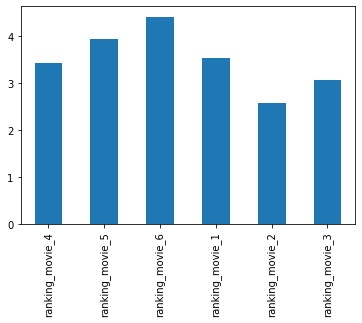 4
3
2
1
0
ranking_movie_4
ranking_movie_5
ranking_movie_6
ranking_movie_1
ranking_movie_2
ranking_movie_3